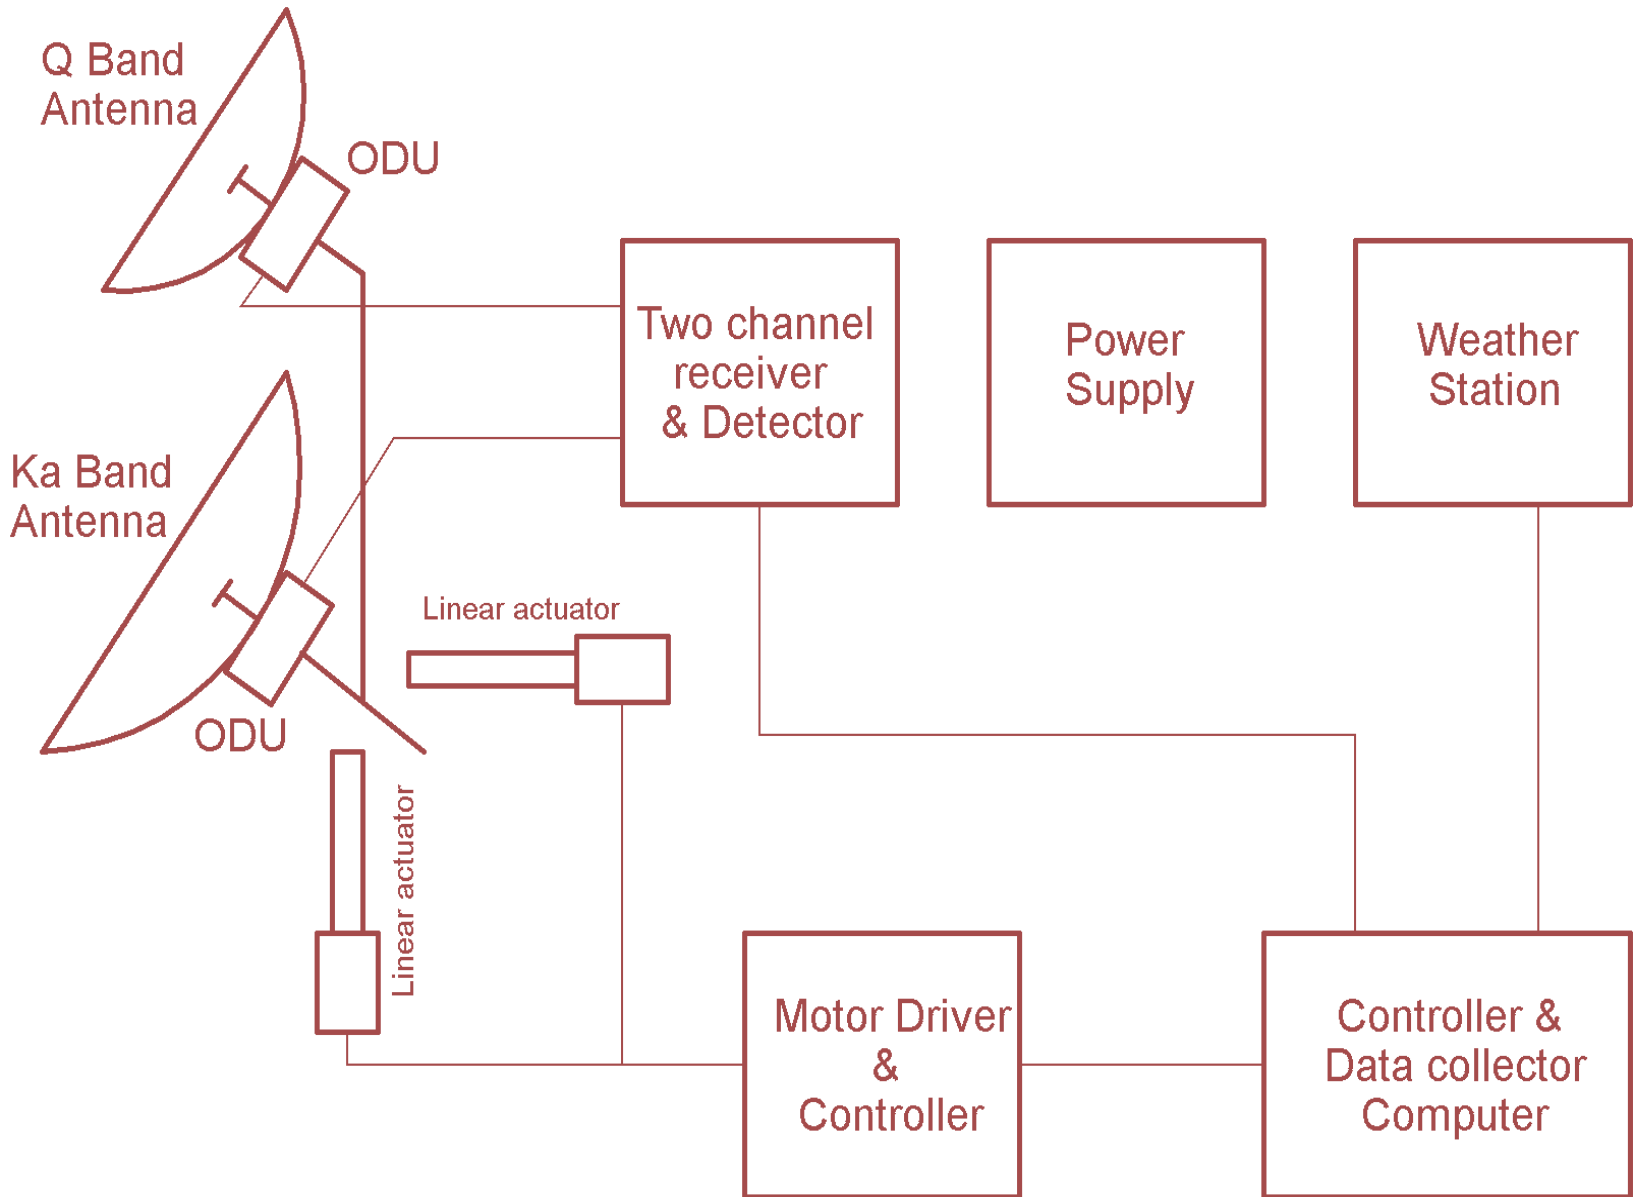 Q Band
Antenna
ODU
Two channel
receiver
& Detector
Power
Supply
Weather
Station
Ka Band
Antenna
ODU
Linear actuator
Linear actuator
Motor Driver
&
Controller
Controller &
Data collector
Computer